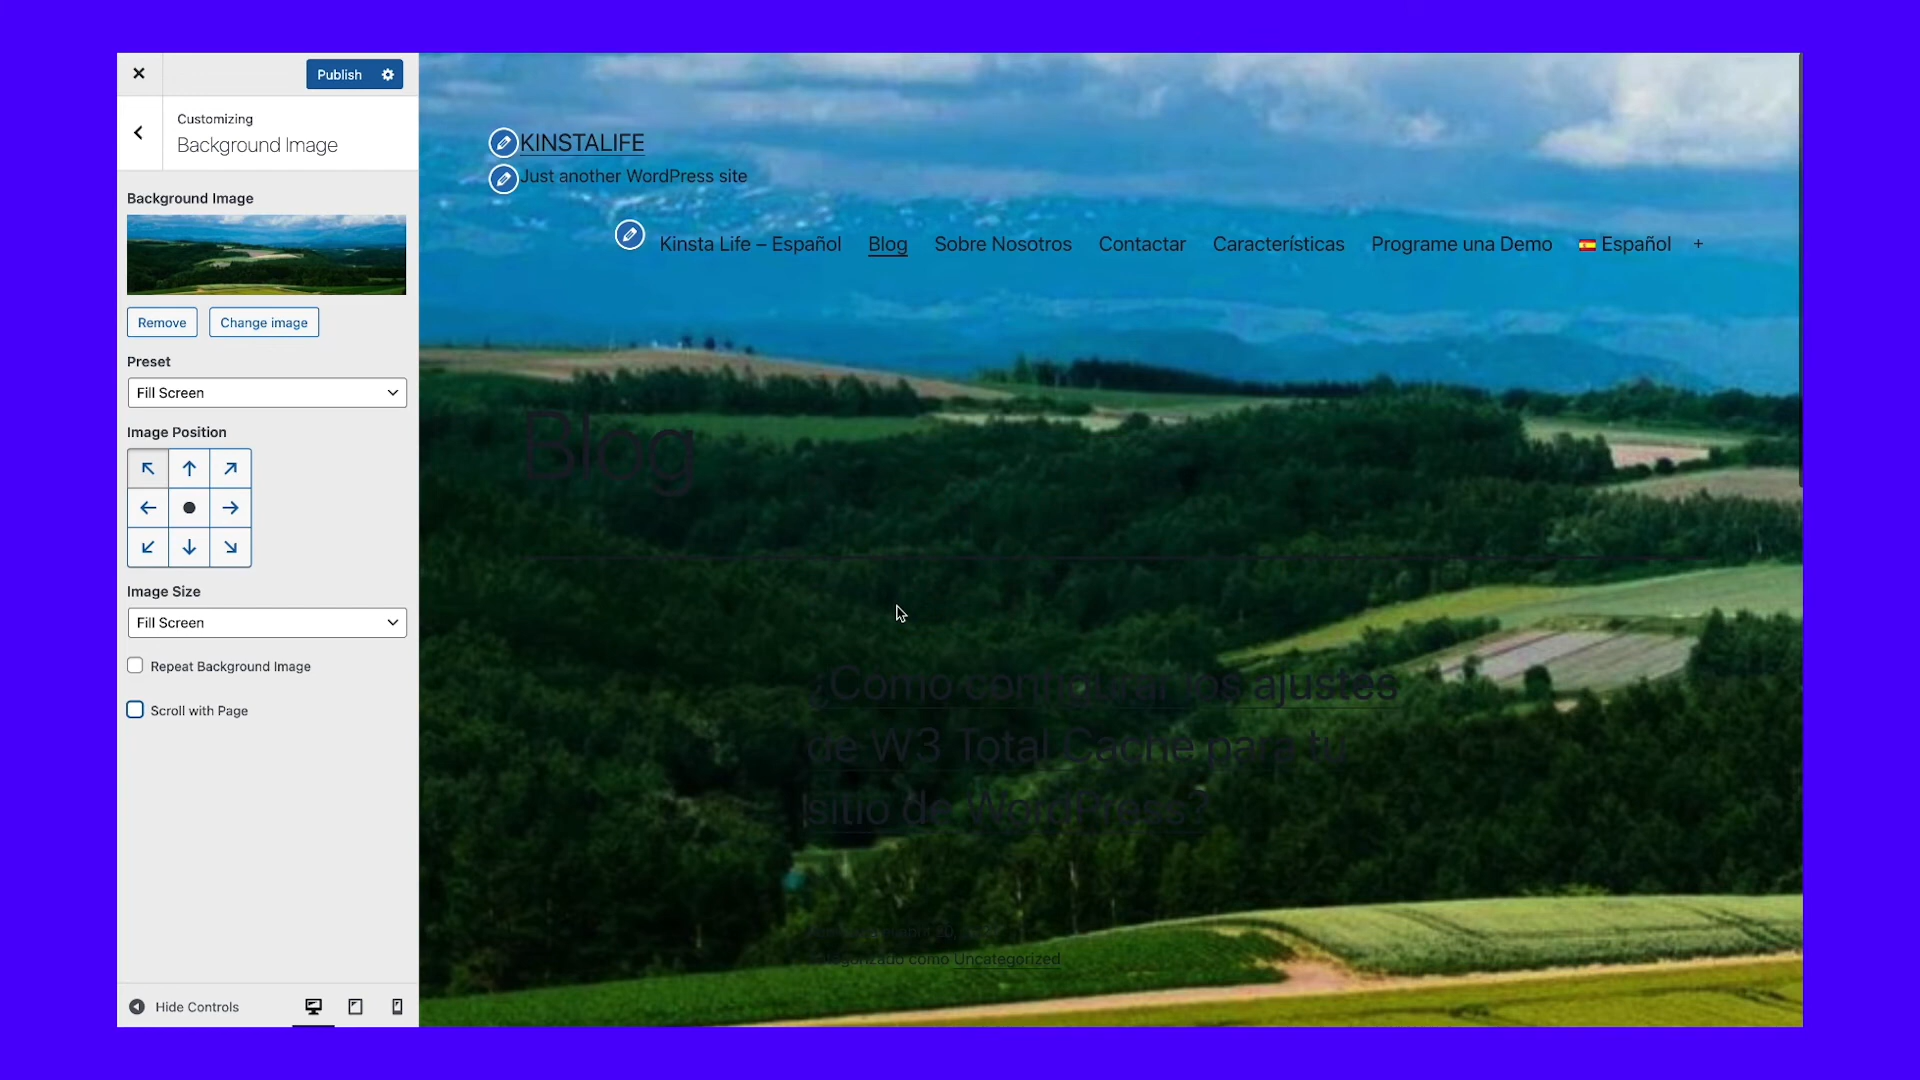 Publish
Customizing
Background Image
Background Image
Remove
Change image
Preset
Fill Screen
Image Position
Image Size
Fill Screen
Repeat Background Image
Scroll with Page
Hide Controls
KINSTALIFE
Just another WordPress site
Kinsta Life – Español Blog Sobre Nosotros Contactar Características Programe una Demo Español +
Blog
¿Cómo configurar los ajustes
de W3 Total Cache para tu
sitio de WordPress?
Categorizado como Uncategorized